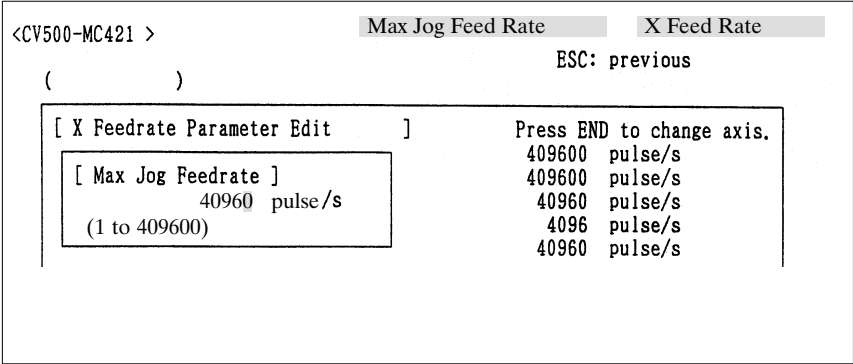 <CV500-MC421 > Max Jog Feed Rate X Feed Rate
ESC: previous
( )
[ X Feedrate Parameter Edit ] Press END to change axis.
409600 pulse/s
[ Max Jog Feedrate ] 409600 pulse/s
40960 pulse/s 40960 pulse/s
(1 to 409600) 4096 pulse/s
40960 pulse/s